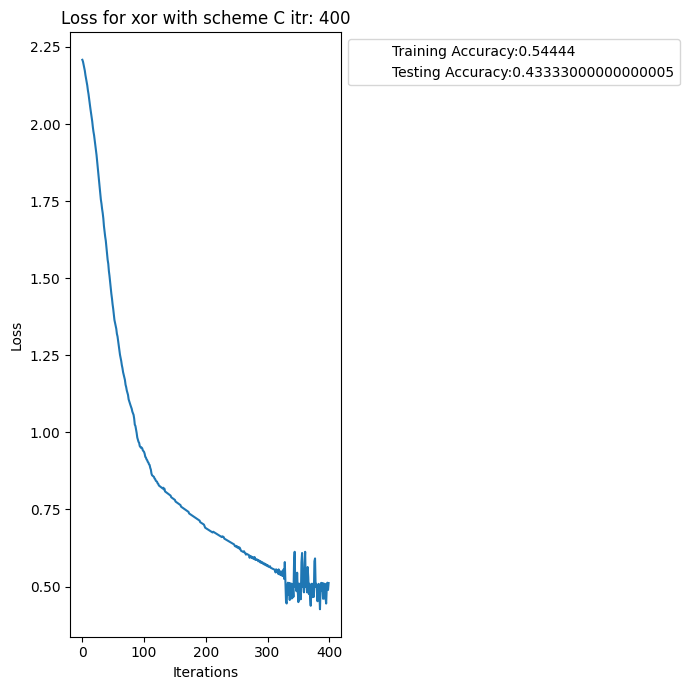 Loss for xor with scheme C itr: 400
Training Accuracy:0.54444
Testing Accuracy:0.43333000000000005
2.25
2.00
1.75
1.50
1.25
1.00
0.75
0.50
Loss
0 100 200 300 400
Iterations